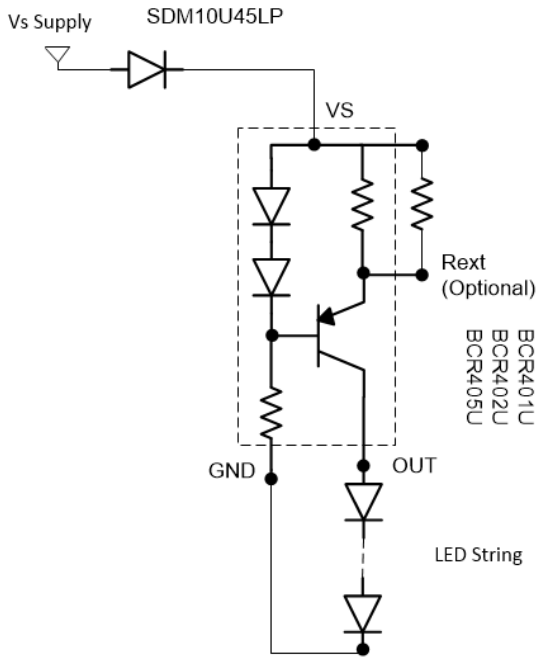 Vs Supply
SDM10U45LP
VS
Rext
(Optional)
BCR401U
BCR402U
BCR405U
GND
OUT
LED String